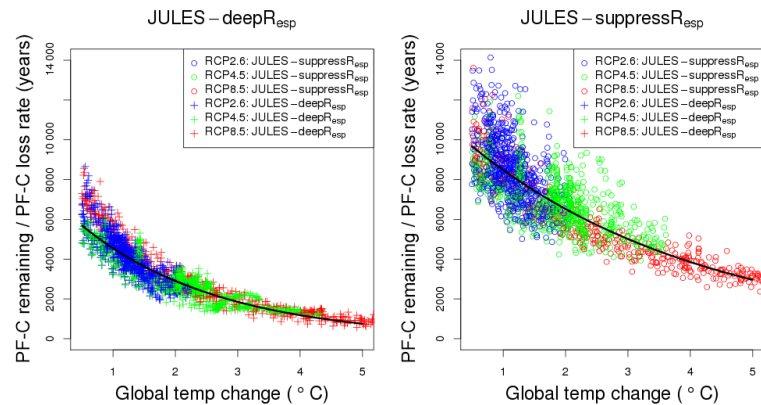 JULES−deepResp
PF-C remaining / PF-C loss rate (years)
0 2000 4000 6000 8000 10000 14000
RCP2.6: JULES−suppressResp
RCP4.5: JULES−suppressResp
RCP8.5: JULES−suppressResp
RCP2.6: JULES−deepResp
RCP4.5: JULES−deepResp
RCP8.5: JULES−deepResp
1 2 3 4 5
Global temp change ( ° C)
JULES−suppressResp
PF-C remaining / PF-C loss rate (years)
0 2000 4000 6000 8000 10000 14000
RCP2.6: JULES−suppressResp
RCP4.5: JULES−suppressResp
RCP8.5: JULES−suppressResp
RCP2.6: JULES−deepResp
RCP4.5: JULES−deepResp
RCP8.5: JULES−deepResp
1 2 3 4 5
Global temp change ( ° C)